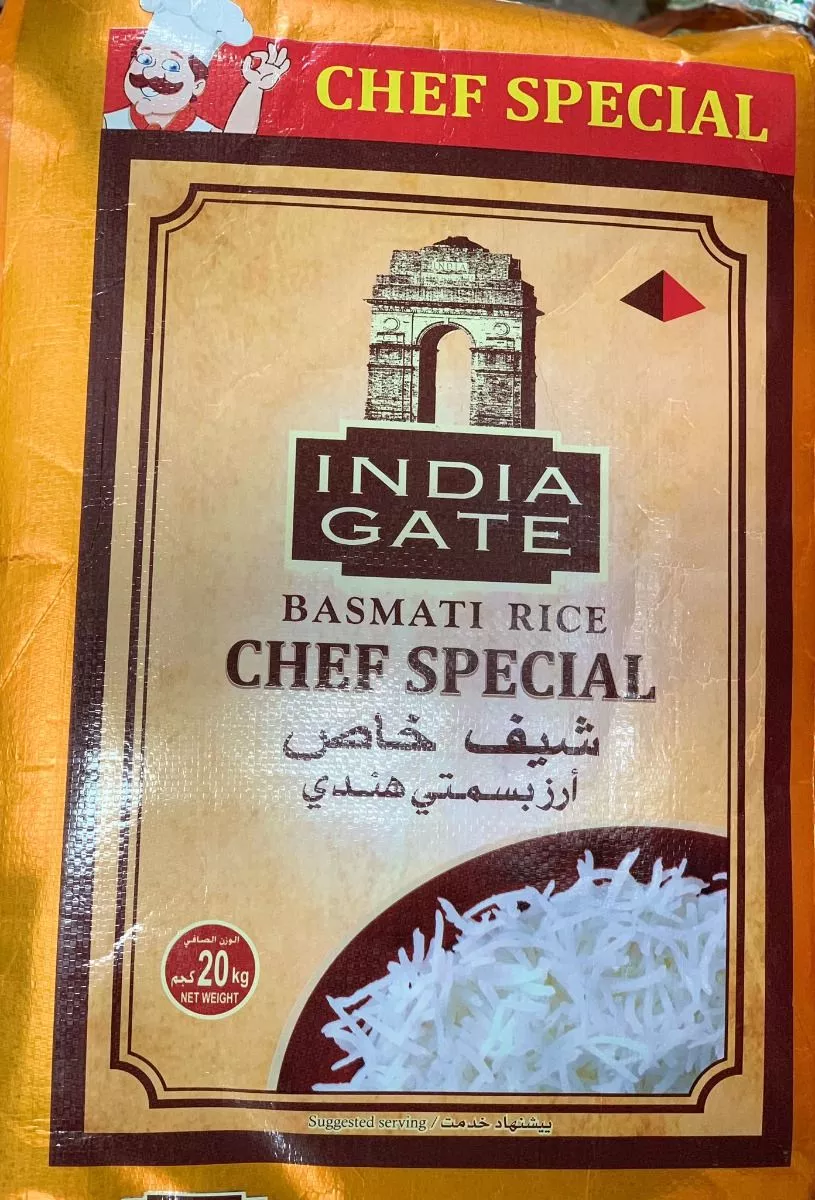 CHEF SPECIAL
INDIA
INDIA
GATE
BASMATI RICE
CHEF SPECIAL
شيف خاص
أرز بسمتي هندي
الوزن الصافي
20 kg كجم
NET WEIGHT
Suggested serving / پیشنهاد خدمت